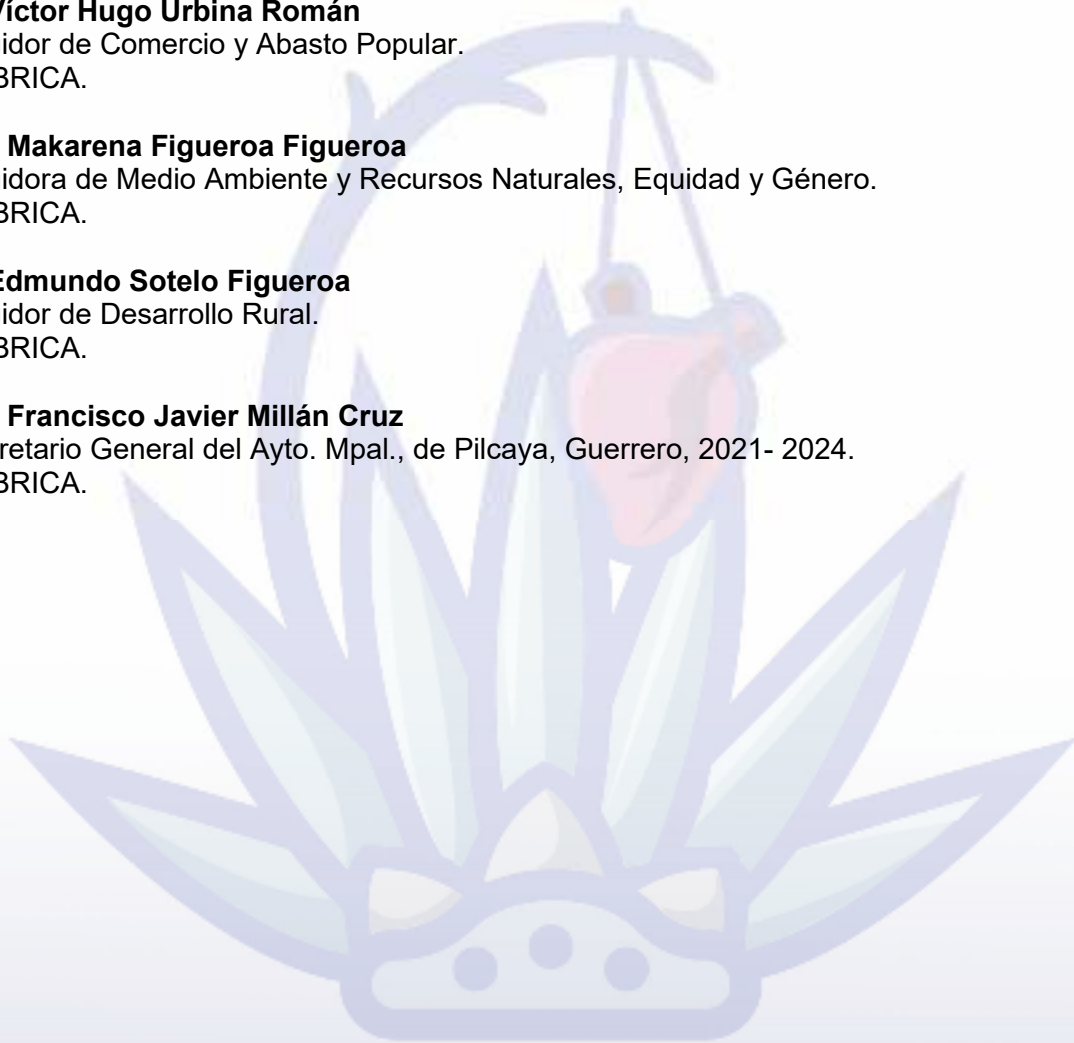 Víctor Hugo Urbina Román
idor de Comercio y Abasto Popular.
BRICA.
Makarena Figueroa Figueroa
idora de Medio Ambiente y Recursos Naturales, Equidad y Género.
BRICA.
Edmundo Sotelo Figueroa
idor de Desarrollo Rural.
BRICA.
Francisco Javier Millán Cruz
retario General del Ayto. Mpal., de Pilcaya, Guerrero, 2021- 2024.
BRICA.